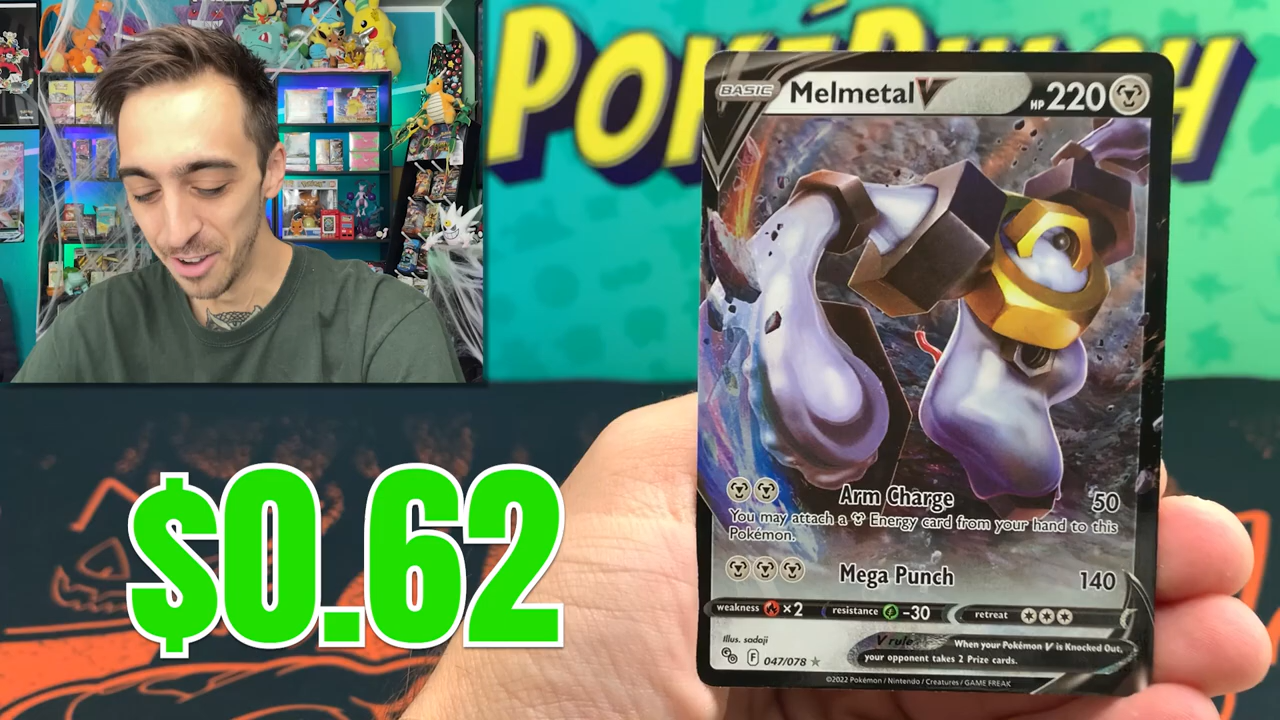 BASIC Melmetal V HP 220
Arm Charge 50
You may attach a Energy card from your hand to this
Pokémon.
Mega Punch 140
weakness ×2 resistance -30 retreat
Illus. sadaji
V rule When your Pokémon V is Knocked Out,
your opponent takes 2 Prize cards.
F 047/078
©2022 Pokémon / Nintendo / Creatures / GAME FREAK
$0.62